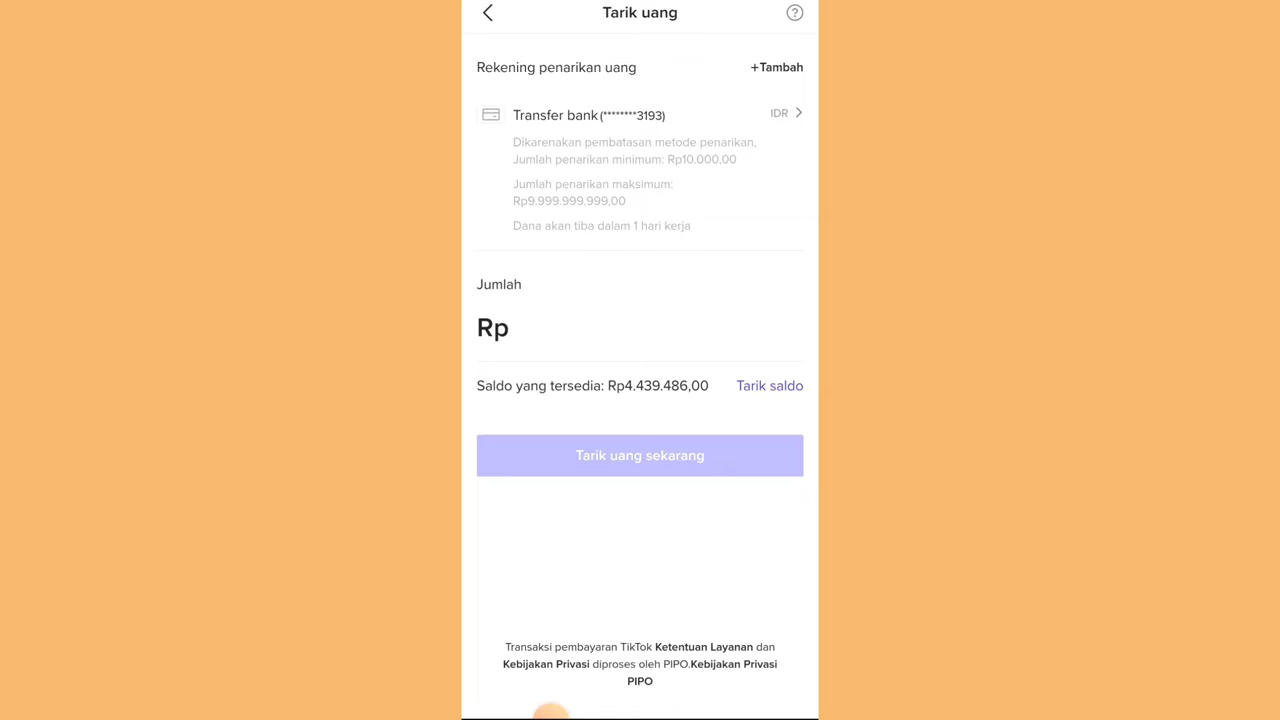 Tarik uang
Rekening penarikan uang
+Tambah
Transfer bank(********3193)
IDR
Dikarenakan pembatasan metode penarikan,
Jumlah penarikan minimum: Rp10.000,00
Jumlah penarikan maksimum:
Rp9.999.999.999,00
Dana akan tiba dalam 1 hari kerja
Jumlah
Rp
Saldo yang tersedia: Rp4.439.486,00
Tarik saldo
Tarik uang sekarang
Transaksi pembayaran TikTok Ketentuan Layanan dan
Kebijakan Privasi diproses oleh PIPO.Kebijakan Privasi
PIPO